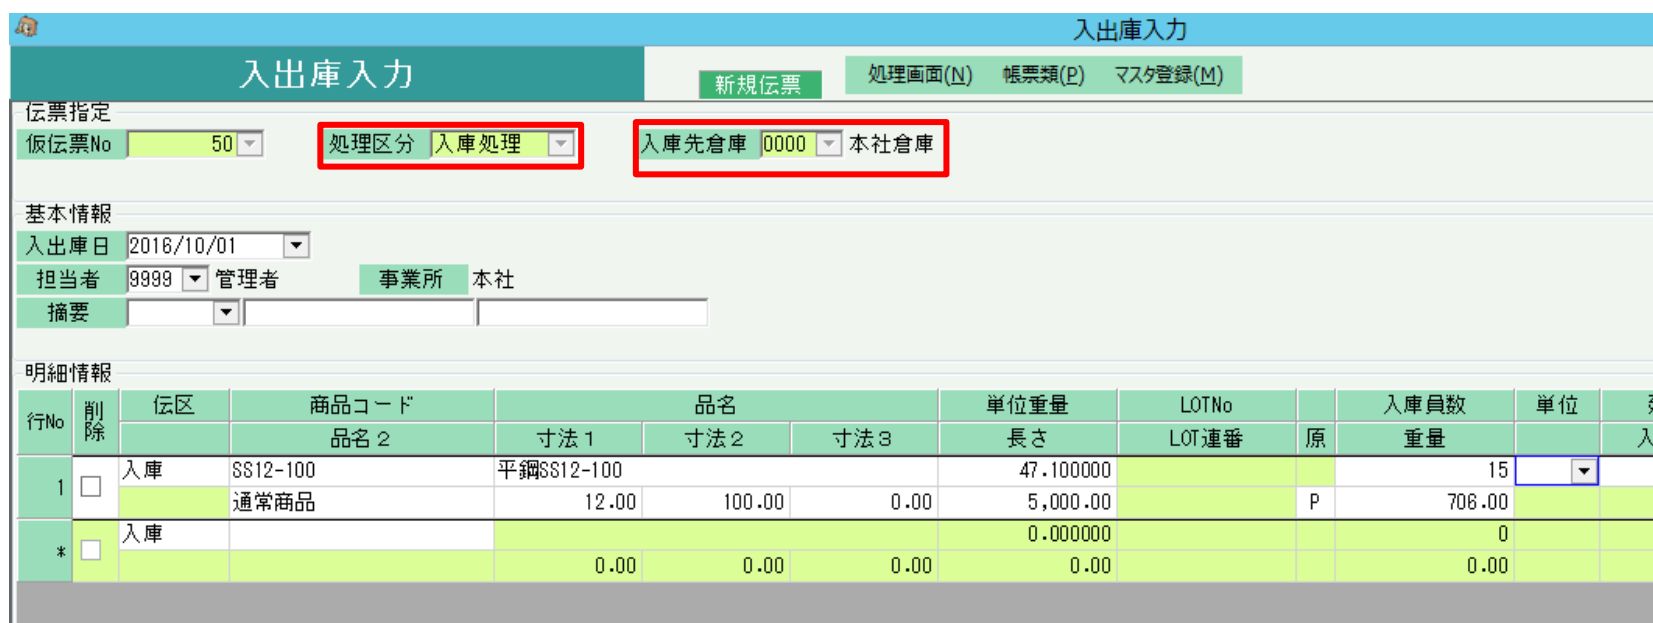 入出庫入力
入出庫入力 新規伝票 処理画面(N) 帳票類(P) マスタ登録(M)
伝票指定
仮伝票No 50 処理区分 入庫処理 入庫先倉庫 0000 本社倉庫
基本情報
入出庫日 2016/10/01
担当者 9999 管理者 事業所 本社
摘要
明細情報
行No 削除 伝区 商品コード 品名 単位重量 LOTNo 入庫員数 単位
品名2 寸法1 寸法2 寸法3 長さ LOT連番 原 重量 入
1 入庫 SS12-100 平鋼SS12-100 47.100000 15
通常商品 12.00 100.00 0.00 5,000.00 P 706.00
* 入庫 0.000000 0
0.00 0.00 0.00 0.00 0.00